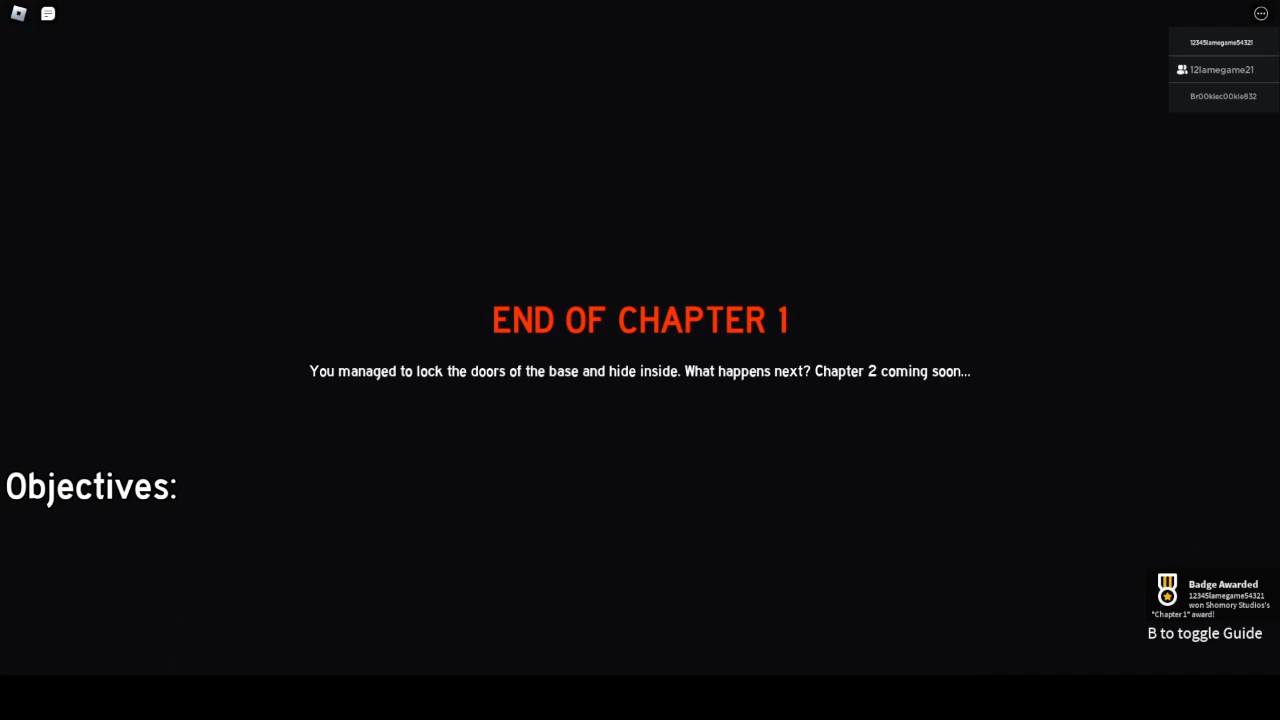 12345lamegame54321
12lamegame21
Br00kiec00kie832
END OF CHAPTER 1
You managed to lock the doors of the base and hide inside. What happens next? Chapter 2 coming soon...
Objectives:
Badge Awarded
12345lamegame54321
won Shomory Studios's
"Chapter 1" award!
B to toggle Guide